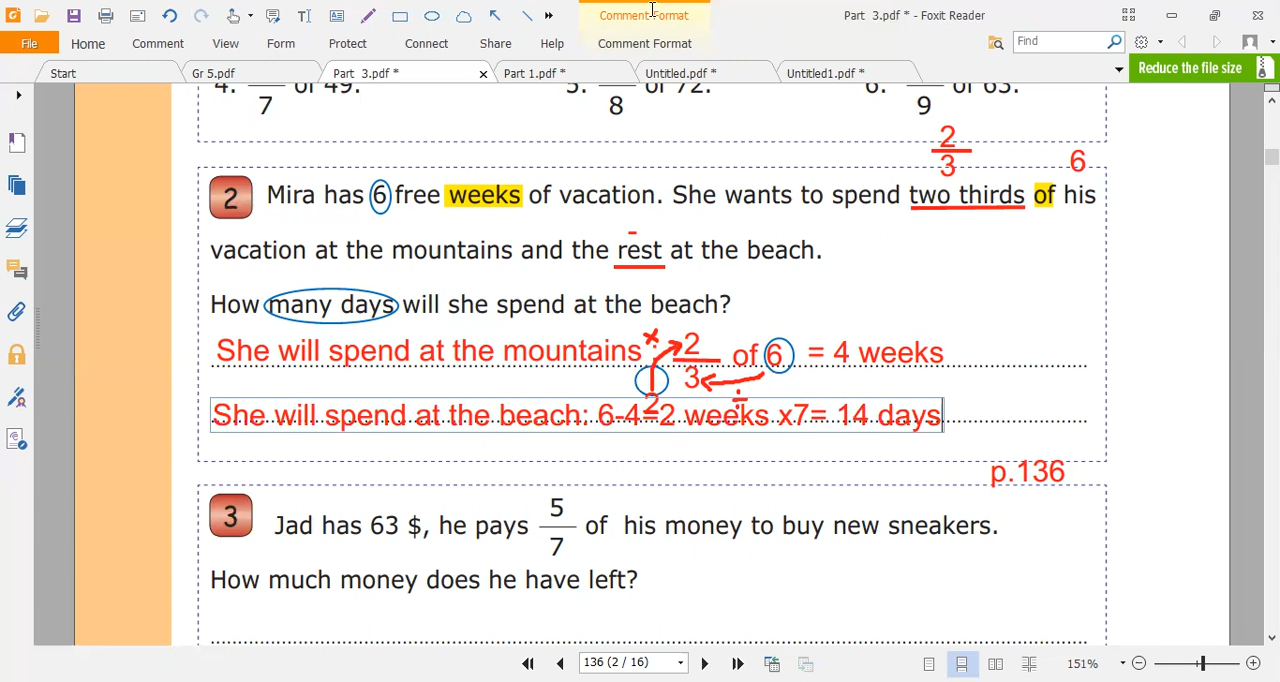 Comment Format
Part 3.pdf * - Foxit Reader
File Home Comment View Form Protect Connect Share Help Comment Format
Find
Start Gr 5.pdf Part 3.pdf * Part 1.pdf * Untitled.pdf * Untitled1.pdf *
Reduce the file size
4. of 49. 5. of 72. 6. of 63.
7 8 9
2
3
6
2 Mira has 6 free weeks of vacation. She wants to spend two thirds of his
-
vacation at the mountains and the rest at the beach.
How many days will she spend at the beach?
She will spend at the mountains : 2/3 of 6 = 4 weeks
x
÷
2
She will spend at the beach: 6-4=2 weeks x7= 14 days
p.136
3 Jad has 63 $, he pays 5/7 of his money to buy new sneakers.
How much money does he have left?
136 (2 / 16)
151%